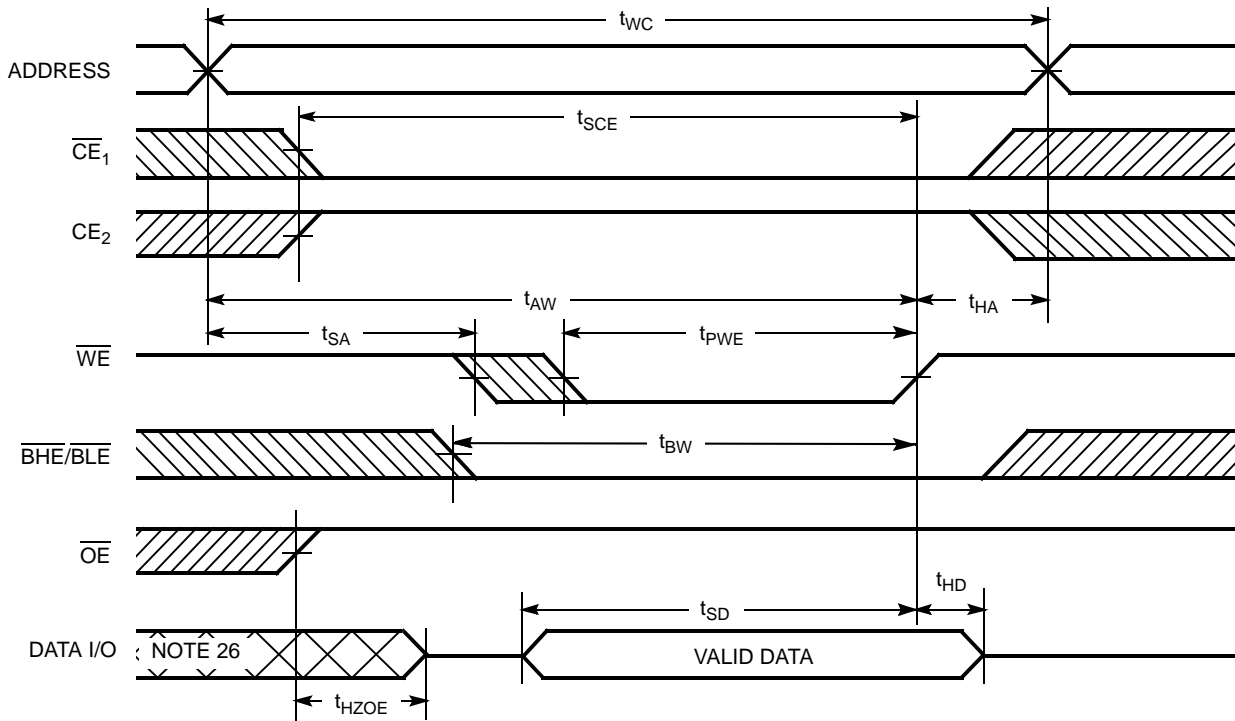 tWC
ADDRESS
tSCE
CE1
CE2
tAW
tHA
tSA
tPWE
WE
tBW
BHE/BLE
OE
tHD
tSD
DATA I/O
NOTE 26
VALID DATA
tHZOE